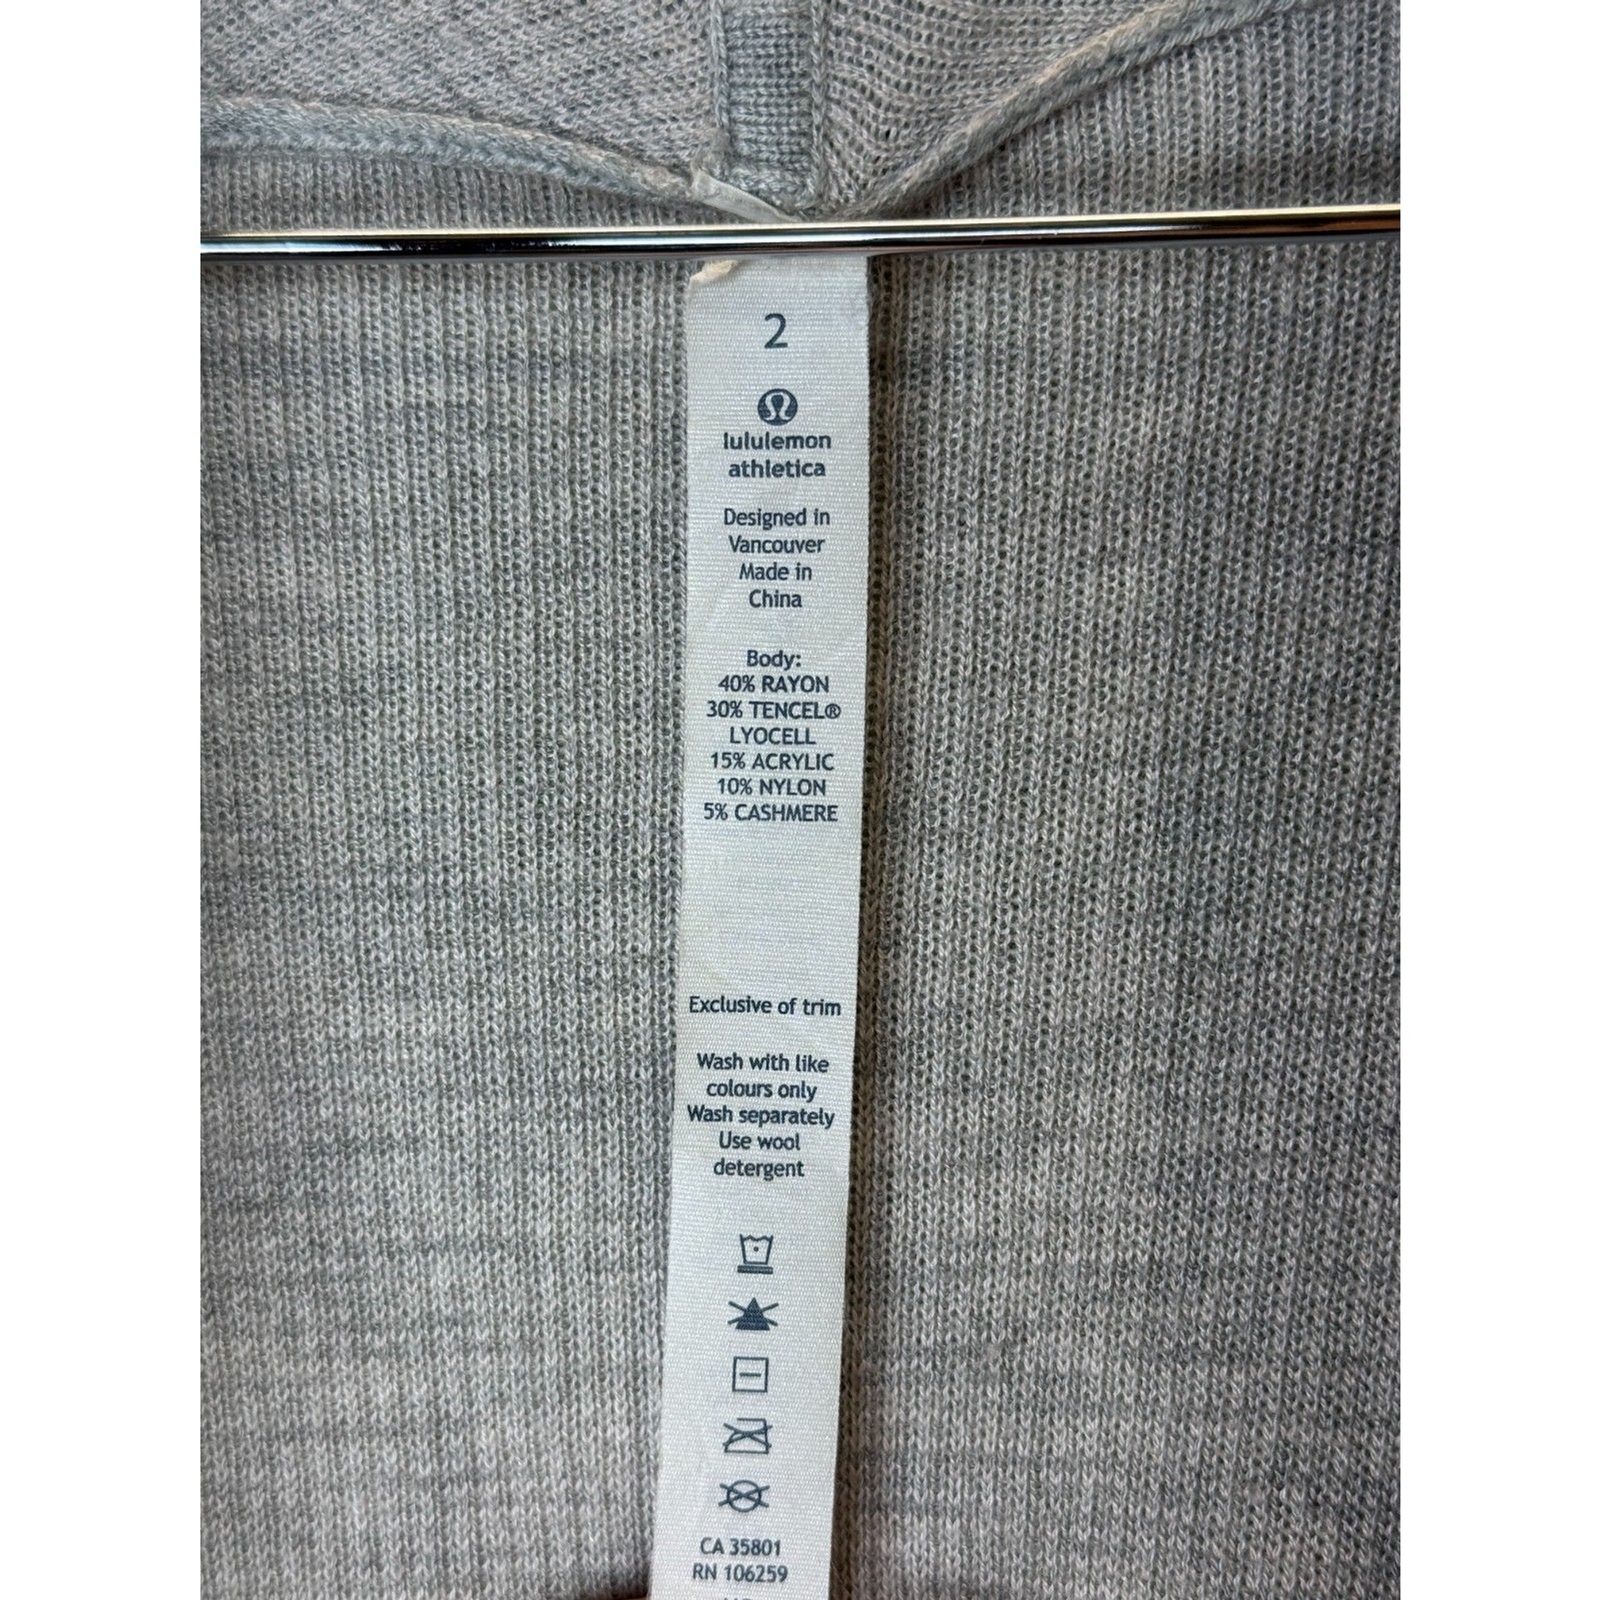 2
lululemon
athletica
Designed in
Vancouver
Made in
China
Body:
40% RAYON
30% TENCEL®
LYOCELL
15% ACRYLIC
10% NYLON
5% CASHMERE
Exclusive of trim
Wash with like
colours only
Wash separately
Use wool
detergent
CA 35801
RN 106259